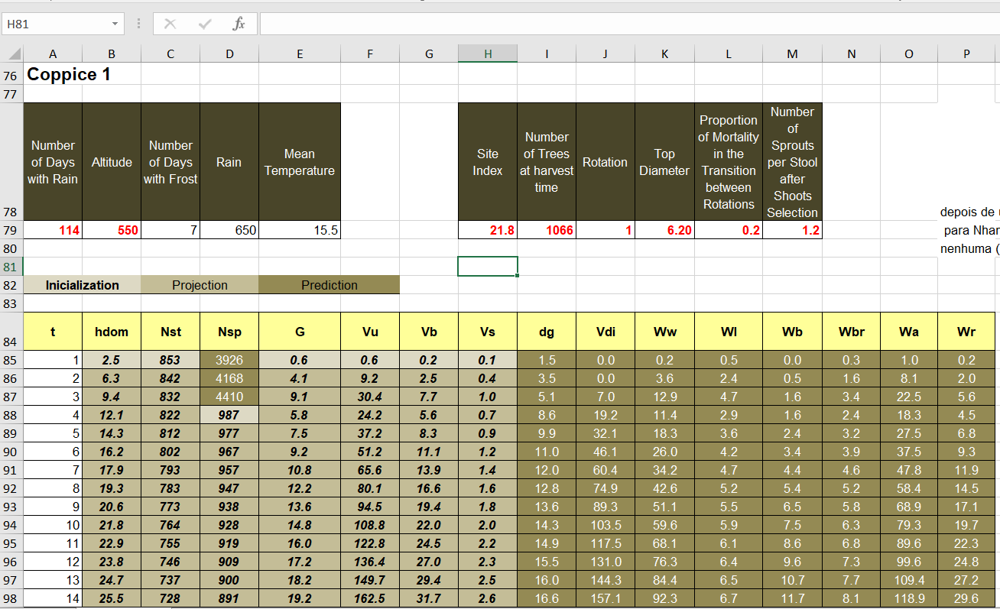 H81 fx
A B C D E F G H I J K L M N O P
76 Coppice 1
77
78 Number of Days with Rain Altitude Number of Days with Frost Rain Mean Temperature Site Index Number of Trees at harvest time Rotation Top Diameter Proportion of Mortality in the Transition between Rotations Number of Sprouts per Stool after Shoots Selection depois de
79 114 550 7 650 15.5 21.8 1066 1 6.20 0.2 1.2 para
80 nenhuma (
81
82 Inicialization Projection Prediction
83
84 t hdom Nst Nsp G Vu Vb Vs dg Vdi Ww Wl Wb Wbr Wa Wr
85 1 2.5 853 3926 0.6 0.6 0.2 0.1 1.5 0.0 0.2 0.5 0.0 0.3 1.0 0.2
86 2 6.3 842 4168 4.1 9.2 2.5 0.4 3.5 0.0 3.6 2.4 0.5 1.6 8.1 2.0
87 3 9.4 832 4410 9.1 30.4 7.7 1.0 5.1 7.0 12.9 4.7 1.6 3.4 22.5 5.6
88 4 12.1 822 987 5.8 24.2 5.6 0.7 8.6 19.2 11.4 2.9 1.6 2.4 18.3 4.5
89 5 14.3 812 977 7.5 37.2 8.3 0.9 9.9 32.1 18.3 3.6 2.4 3.2 27.5 6.8
90 6 16.2 802 967 9.2 51.2 11.1 1.2 11.0 46.1 26.0 4.2 3.4 3.9 37.5 9.3
91 7 17.9 793 957 10.8 65.6 13.9 1.4 12.0 60.4 34.2 4.7 4.4 4.6 47.8 11.9
92 8 19.3 783 947 12.2 80.1 16.6 1.6 12.8 74.9 42.6 5.2 5.4 5.2 58.4 14.5
93 9 20.6 773 938 13.6 94.5 19.4 1.8 13.6 89.3 51.1 5.5 6.5 5.8 68.9 17.1
94 10 21.8 764 928 14.8 108.8 22.0 2.0 14.3 103.5 59.6 5.9 7.5 6.3 79.3 19.7
95 11 22.9 755 919 16.0 122.8 24.5 2.2 14.9 117.5 68.1 6.1 8.6 6.8 89.6 22.3
96 12 23.8 746 909 17.2 136.4 27.0 2.3 15.5 131.0 76.3 6.4 9.6 7.3 99.6 24.8
97 13 24.7 737 900 18.2 149.7 29.4 2.5 16.0 144.3 84.4 6.5 10.7 7.7 109.4 27.2
98 14 25.5 728 891 19.2 162.5 31.7 2.6 16.6 157.1 92.3 6.7 11.7 8.1 118.9 29.6